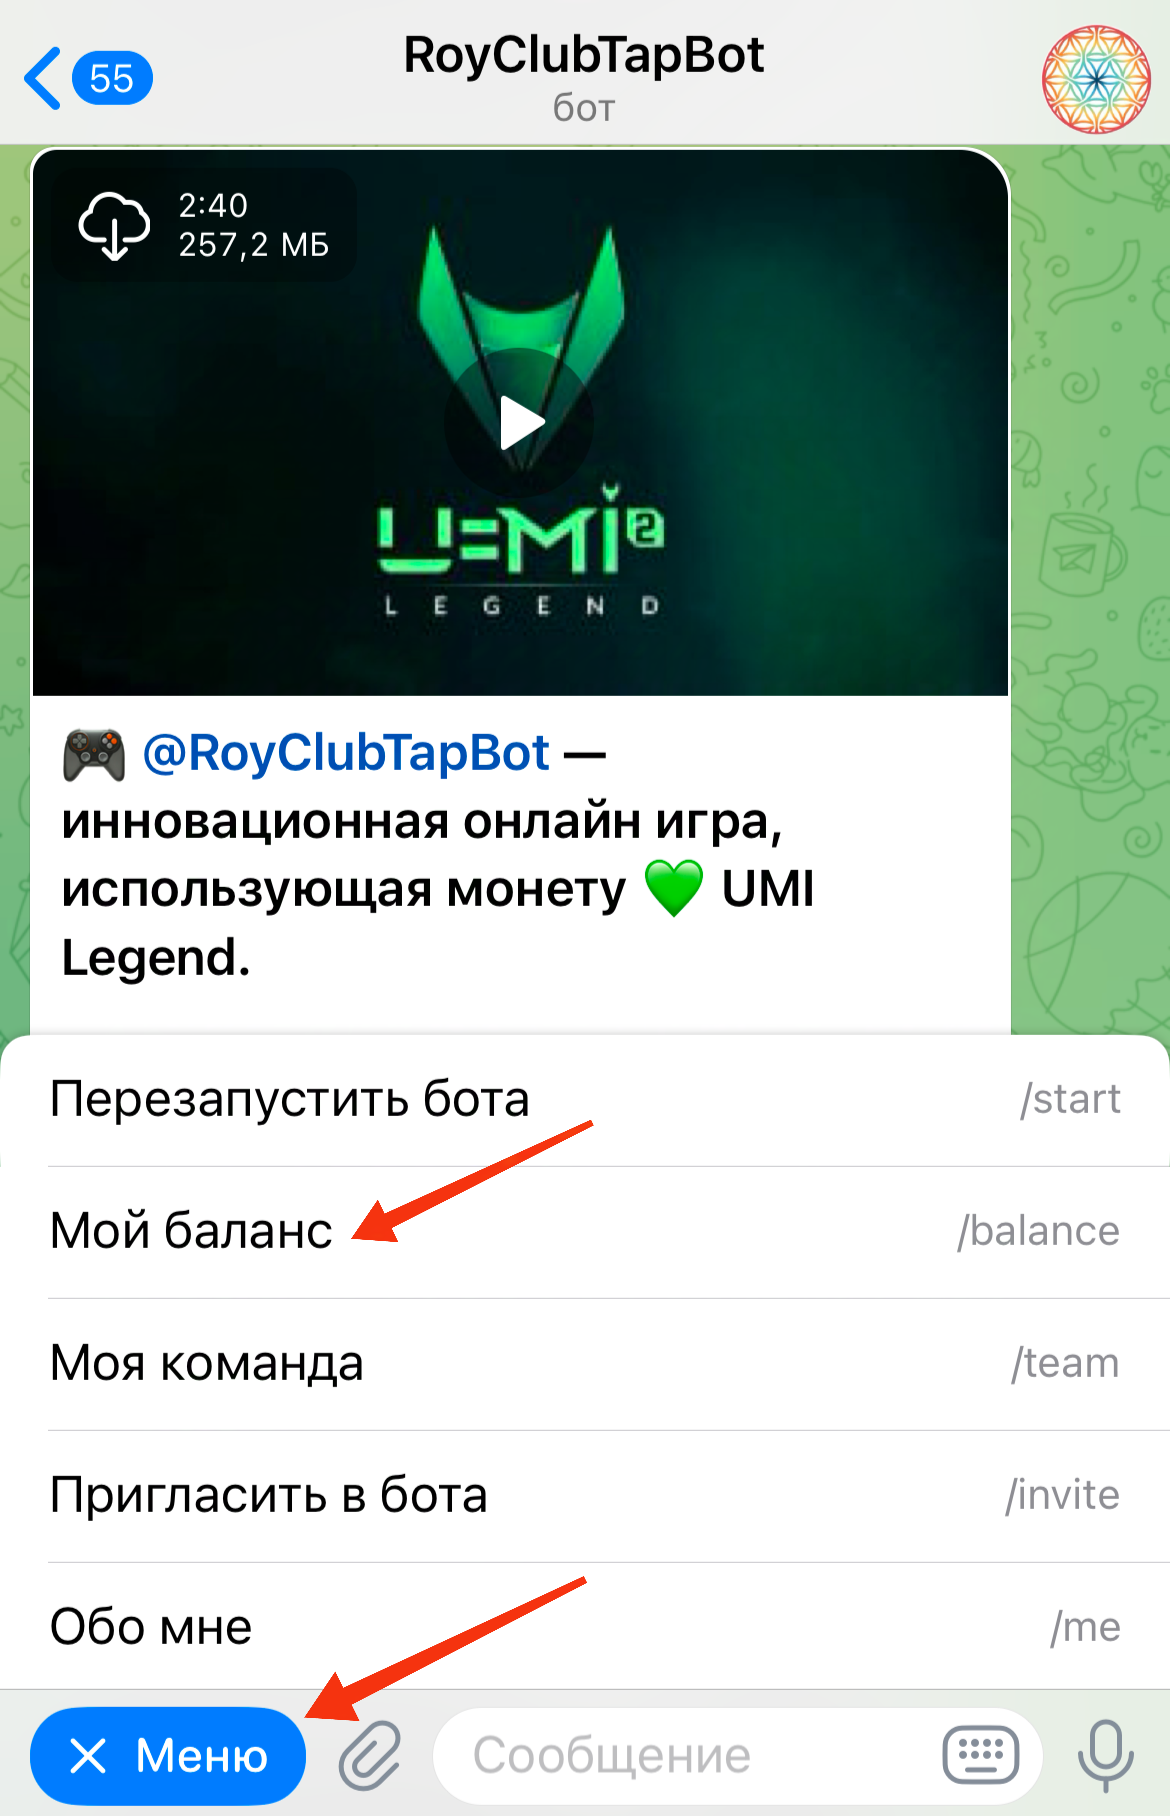 55
RoyClubTapBot
бот
2:40
257,2 МБ
UMI2
LEGEND
🎮 @RoyClubTapBot —
инновационная онлайн игра,
использующая монету 💚 UMI
Legend.
Перезапустить бота /start
Мой баланс /balance
Моя команда /team
Пригласить в бота /invite
Обо мне /me
Меню
Сообщение